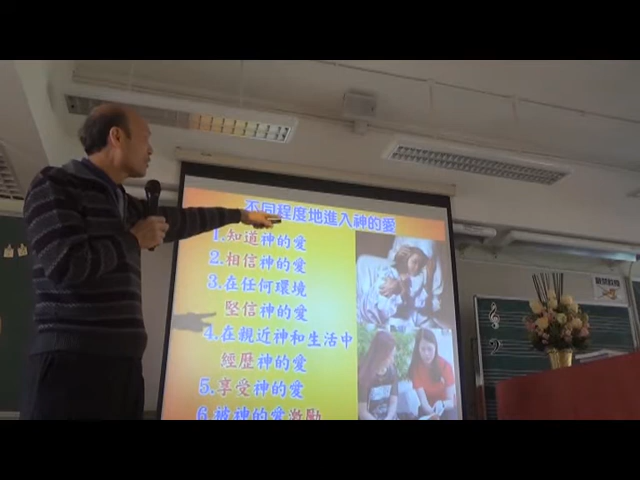 不同程度地進入神的愛
1.知道神的愛
2.相信神的愛
3.在任何環境
堅信神的愛
4.在親近神和生活中
經歷神的愛
5.享受神的愛
6.被神的愛激勵